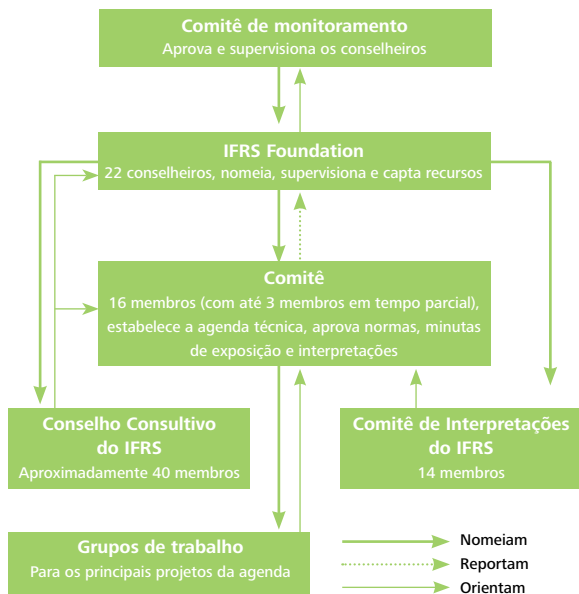 Comitê de monitoramento
Aprova e supervisiona os conselheiros
IFRS Foundation
22 conselheiros, nomeia, supervisiona e capta recursos
Comitê
16 membros (com até 3 membros em tempo parcial),
estabelece a agenda técnica, aprova normas, minutas
de exposição e interpretações
Conselho Consultivo
do IFRS
Aproximadamente 40 membros
Comitê de Interpretações
do IFRS
14 membros
Grupos de trabalho
Para os principais projetos da agenda
Nomeiam
Reportam
Orientam